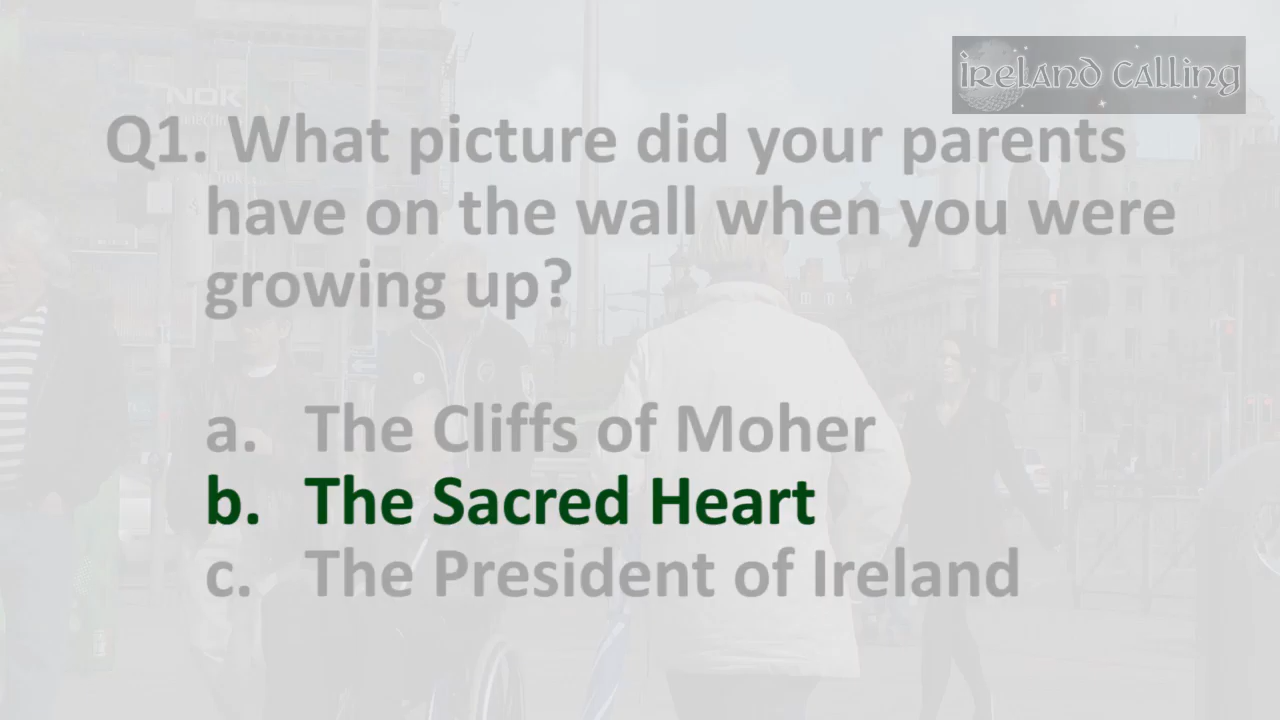 IRELAND CALLING
NOK
Q1. What picture did your parents
have on the wall when you were
growing up?
a. The Cliffs of Moher
b. The Sacred Heart
c. The President of Ireland